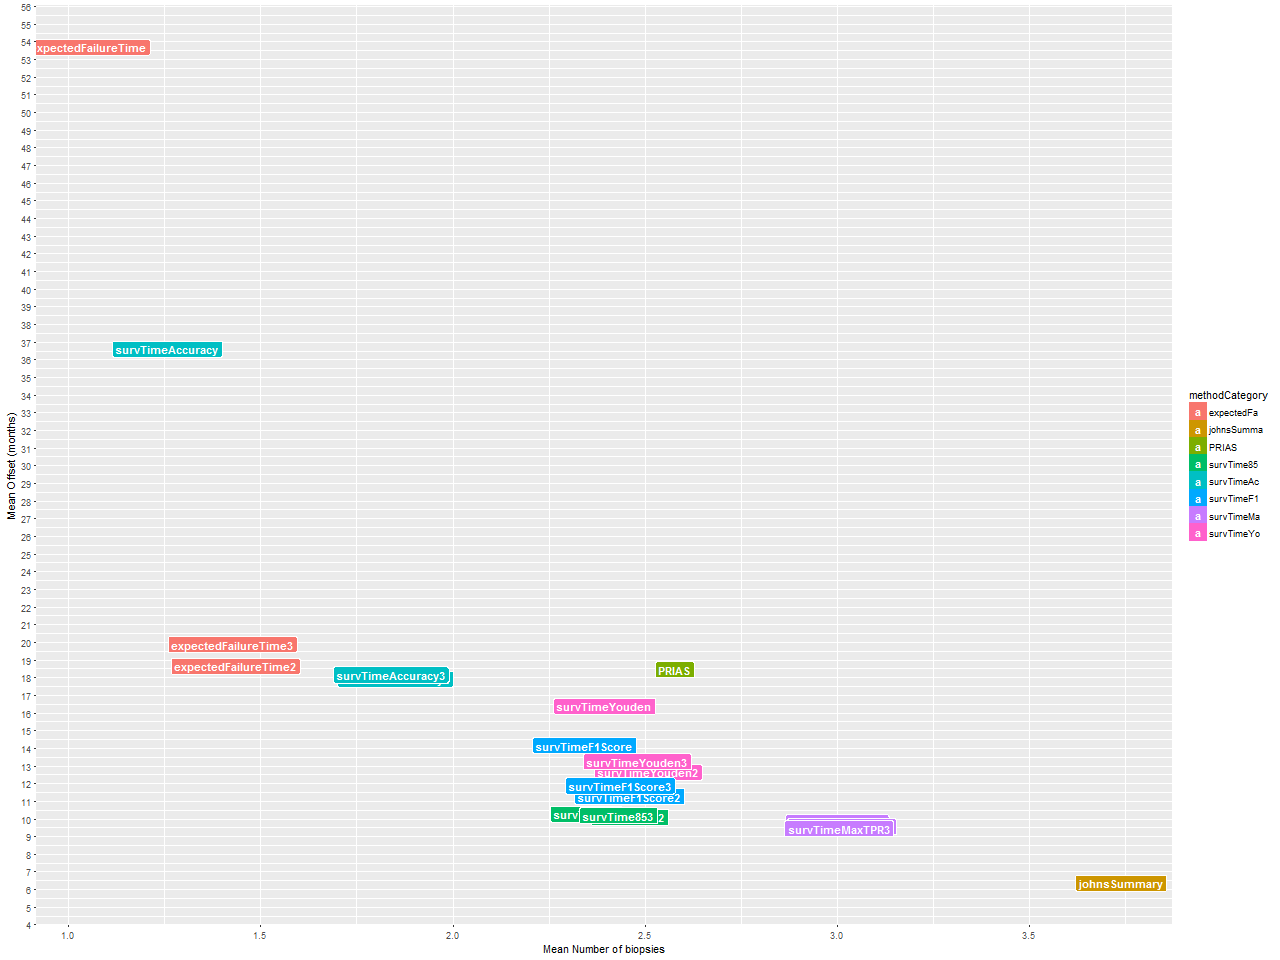 56
55
54
53
52
51
50
49
48
47
46
45
44
43
42
41
40
39
38
37
36
35
34
33
32
31
30
29
28
27
26
25
24
23
22
21
20
19
18
17
16
15
14
13
12
11
10
9
8
7
6
5
4
Mean Offset (months)
xpectedFailureTime
survTimeAccuracy
expectedFailureTime3
expectedFailureTime2
survTimeAccuracy3
PRIAS
survTimeYouden
survTimeF1Score
survTimeYouden3
survTimeYouden2
survTimeF1Score3
survTimeF1Score2
surv
survTime853
2
survTimeMaxTPR3
johnsSummary
1.0 1.5 2.0 2.5 3.0 3.5
Mean Number of biopsies
methodCategory
a expectedFa
a johnsSumma
a PRIAS
a survTime85
a survTimeAc
a survTimeF1
a survTimeMa
a survTimeYo